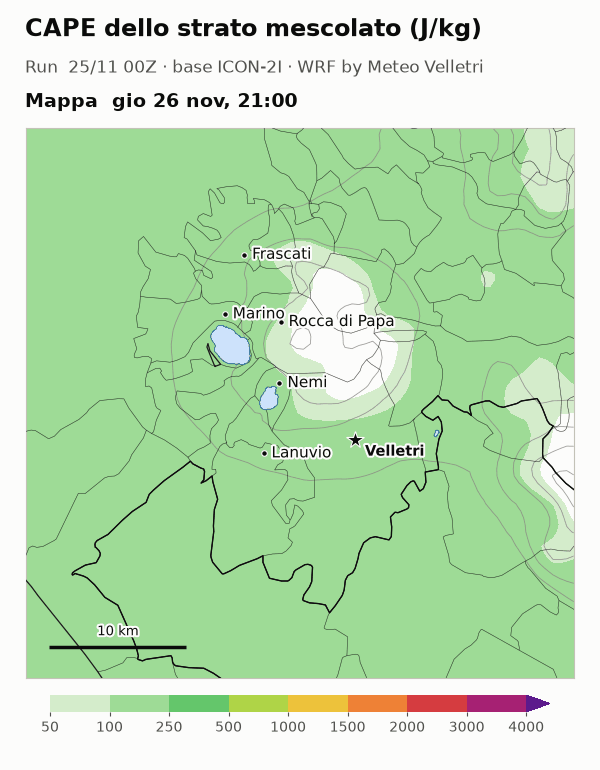 CAPE dello strato mescolato (J/kg)
Run  25/11 00Z · base ICON-2I · WRF by Meteo Velletri
Mappa  gio 26 nov, 21:00
Frascati
Marino
Rocca di Papa
Nemi
Velletri
Lanuvio
10 km
50 100 250 500 1000 1500 2000 3000 4000